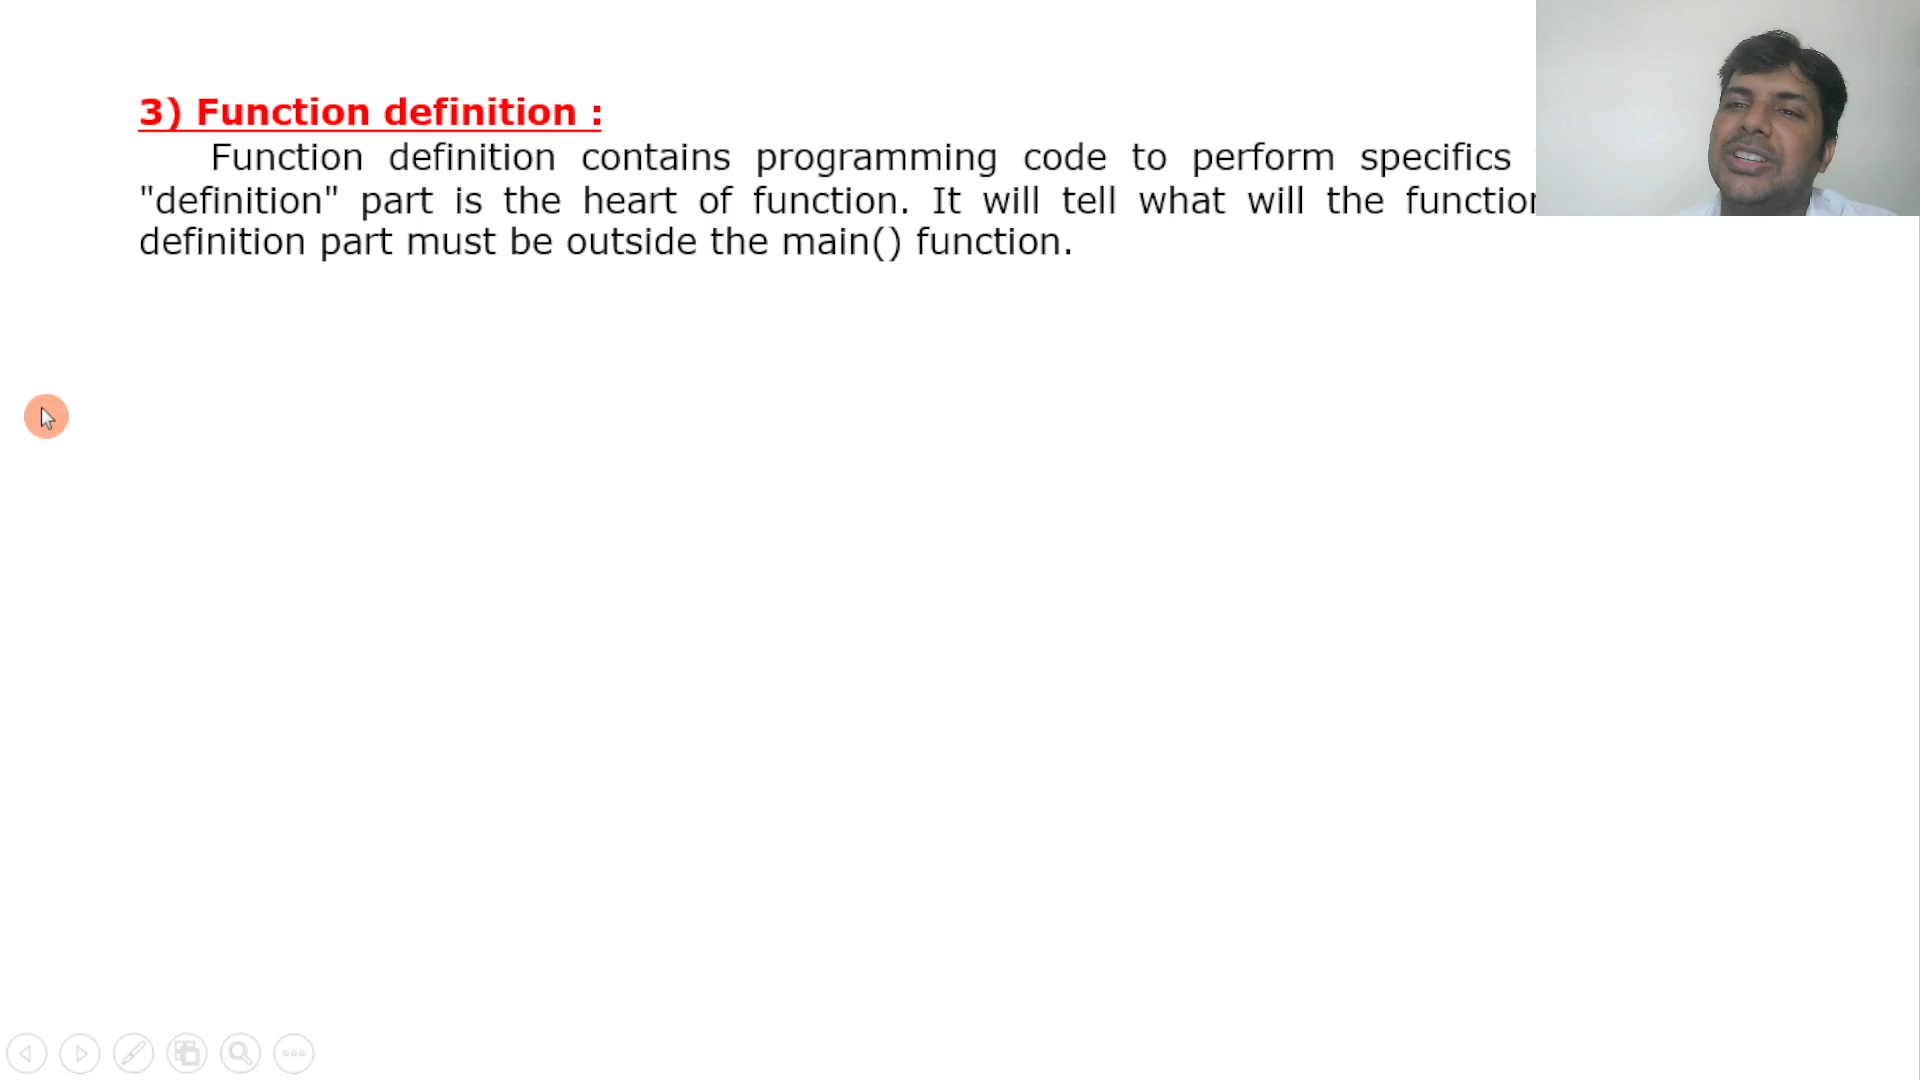 3) Function definition :
Function definition contains programming code to perform specifics
"definition" part is the heart of function. It will tell what will the function
definition part must be outside the main() function.